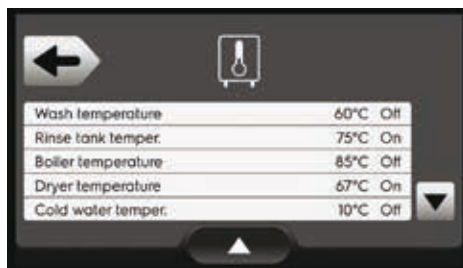 Wash temperature 60°C Off
Rinse tank temper. 75°C On
Boiler temperature 85°C Off
Dryer temperature 67°C On
Cold water temper. 10°C Off